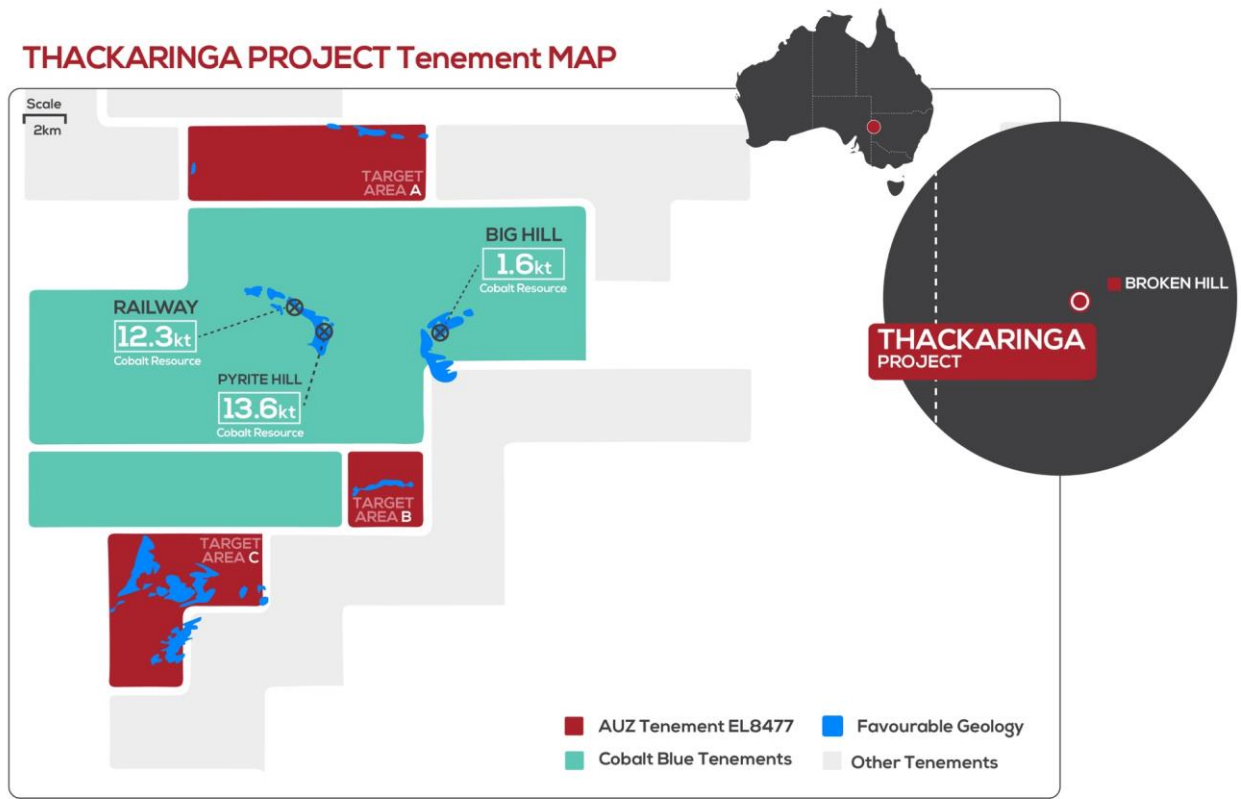 THACKARINGA PROJECT Tenement MAP
Scale
2km
TARGET
AREA A
BIG HILL
1.6kt
Cobalt Resource
RAILWAY
12.3kt
Cobalt Resource
PYRITE HILL
13.6kt
Cobalt Resource
BROKEN HILL
THACKARINGA
PROJECT
TARGET
AREA B
TARGET
AREA C
AUZ Tenement EL8477
Favourable Geology
Cobalt Blue Tenements
Other Tenements